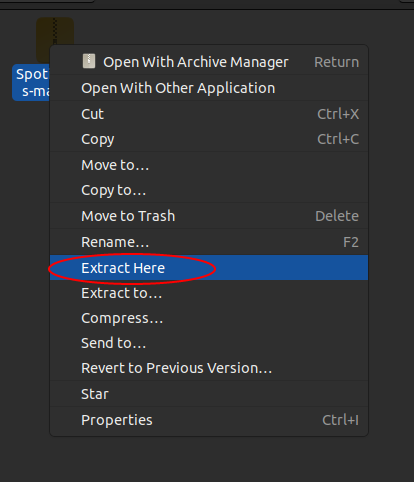 Spot
s-ma
Open With Archive Manager Return
Open With Other Application
Cut Ctrl+X
Copy Ctrl+C
Move to…
Copy to…
Move to Trash Delete
Rename… F2
Extract Here
Extract to…
Compress…
Send to…
Revert to Previous Version…
Star
Properties Ctrl+I